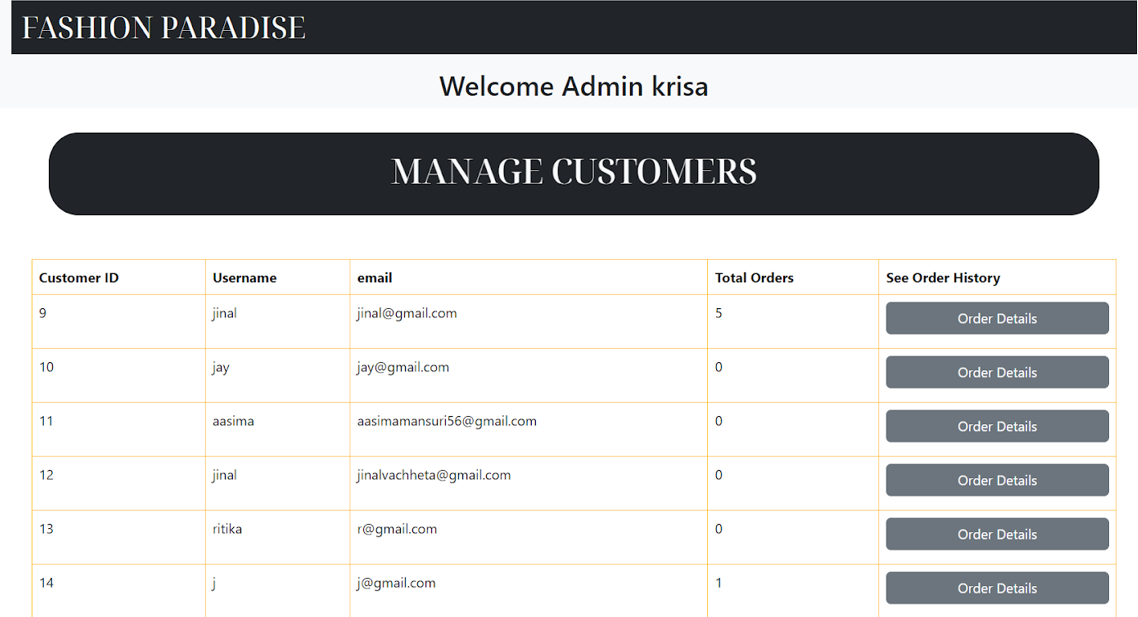 FASHION PARADISE
Welcome Admin krisa
MANAGE CUSTOMERS
Customer ID Username email Total Orders See Order History
9 jinal jinal@gmail.com 5 Order Details
10 jay jay@gmail.com 0 Order Details
11 aasima aasimamansuri56@gmail.com 0 Order Details
12 jinal jinalvachheta@gmail.com 0 Order Details
13 ritika r@gmail.com 0 Order Details
14 j j@gmail.com 1 Order Details